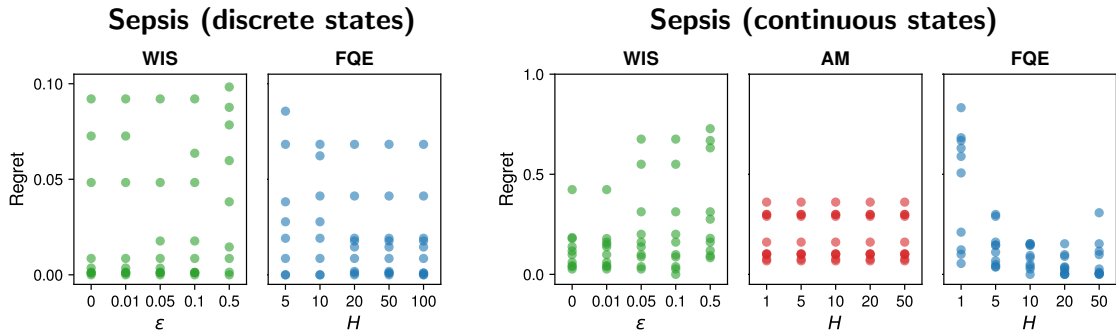 Sepsis (discrete states)
Sepsis (continuous states)
WIS
FQE
WIS
AM
FQE
Regret
0.10
0.05
0.00
0 0.01 0.05 0.1 0.5
ε
5 10 20 50 100
H
Regret
1.0
0.5
0.0
0 0.01 0.05 0.1 0.5
ε
1 5 10 20 50
H
1 5 10 20 50
H